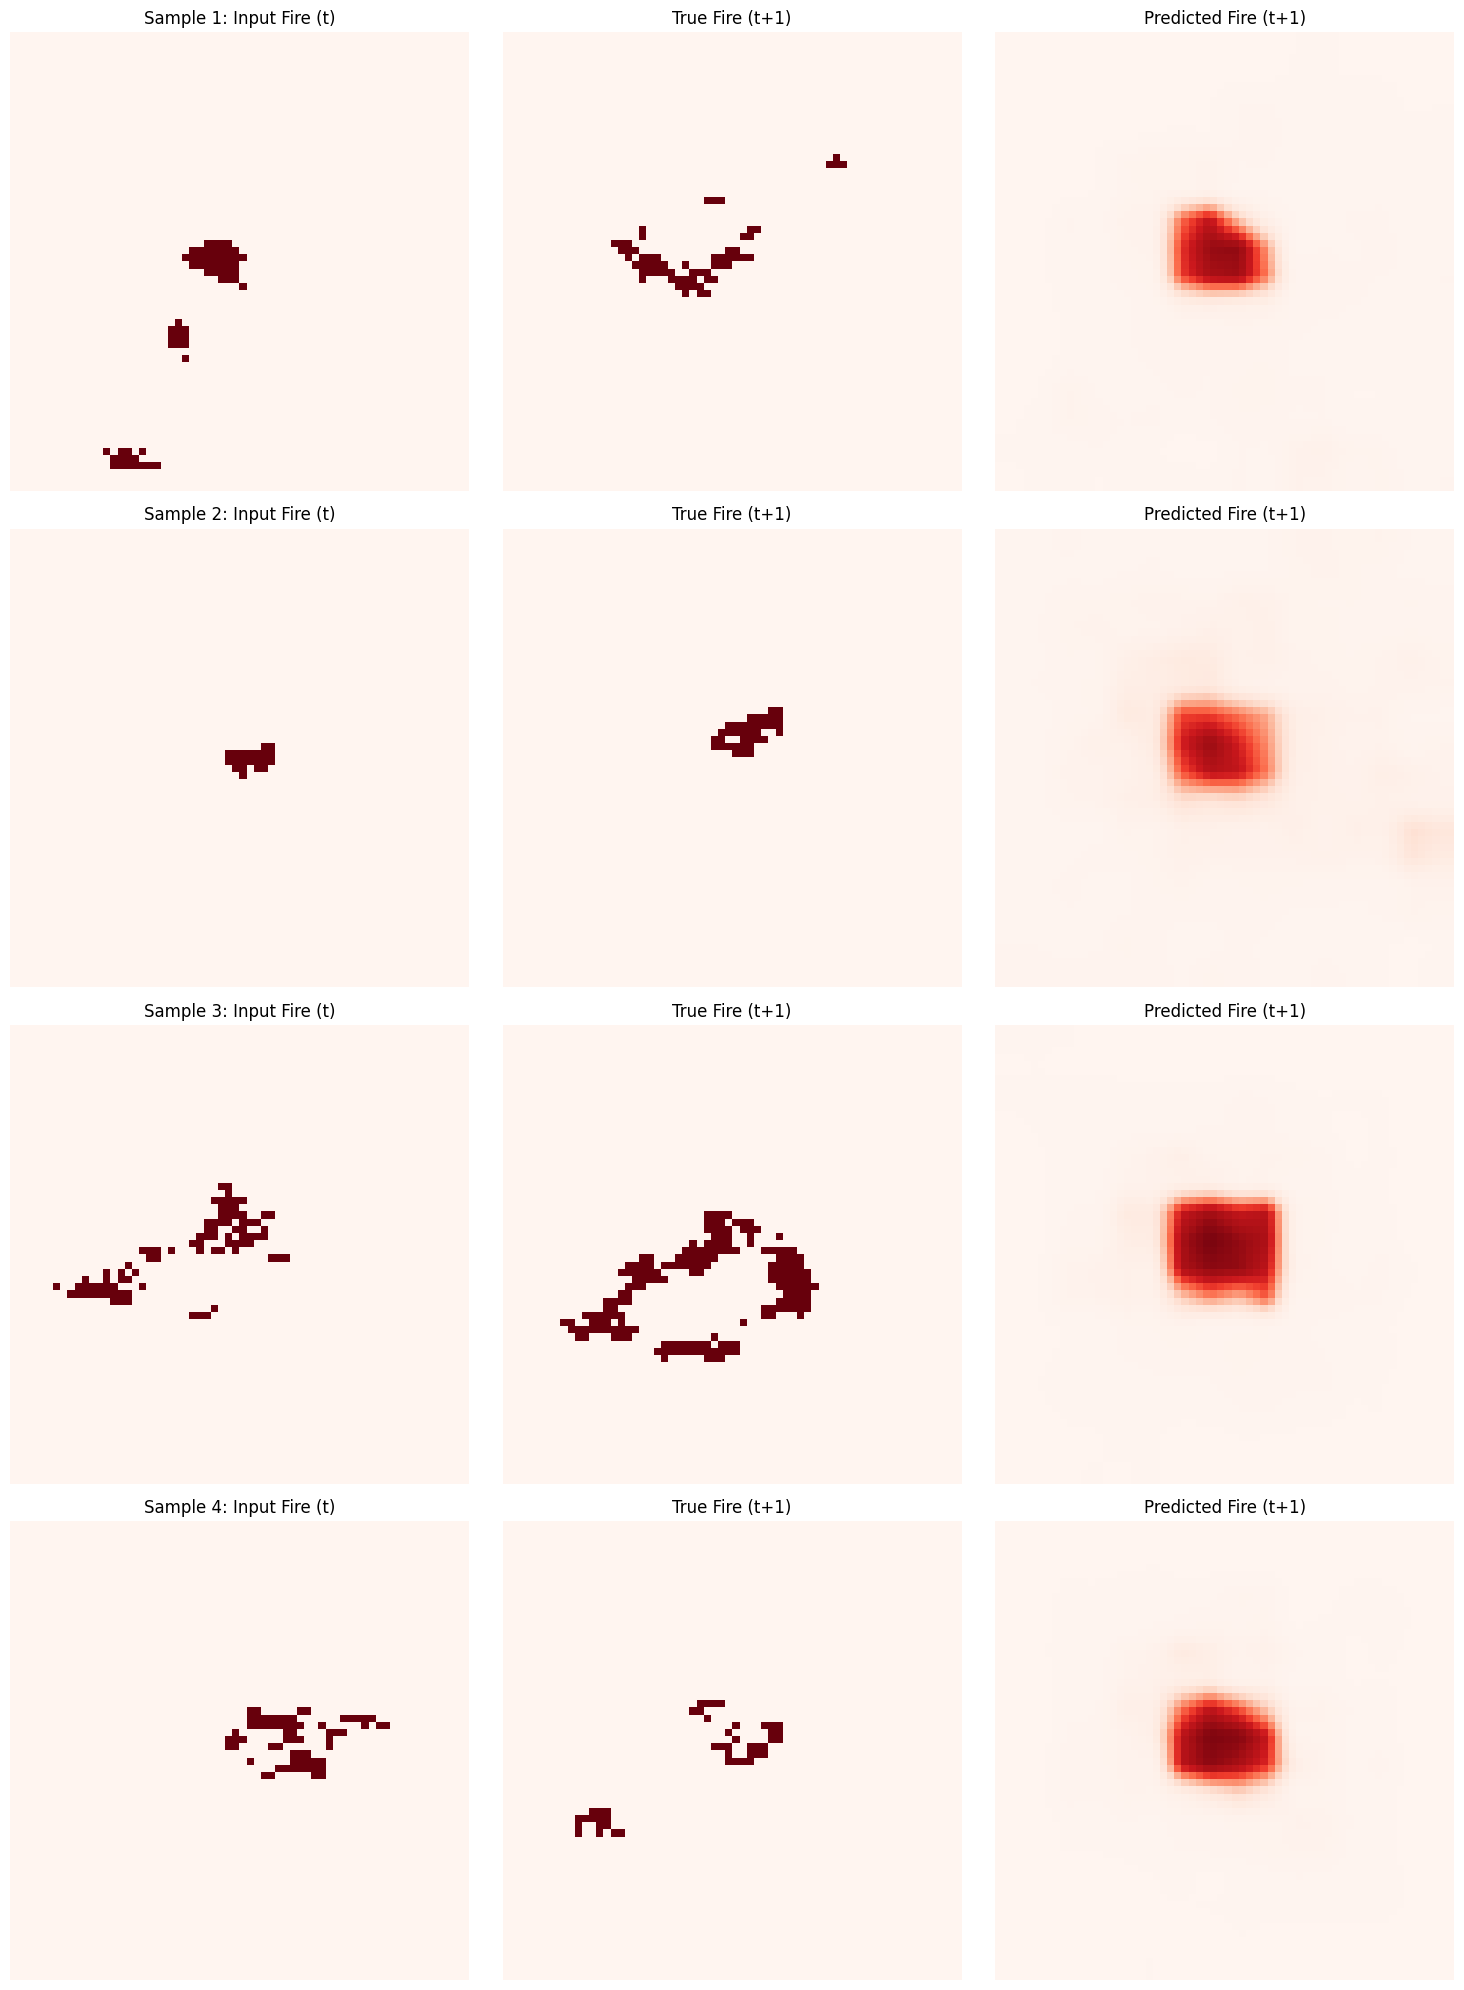 Sample 1: Input Fire (t)
True Fire (t+1)
Predicted Fire (t+1)
Sample 2: Input Fire (t)
True Fire (t+1)
Predicted Fire (t+1)
Sample 3: Input Fire (t)
True Fire (t+1)
Predicted Fire (t+1)
Sample 4: Input Fire (t)
True Fire (t+1)
Predicted Fire (t+1)